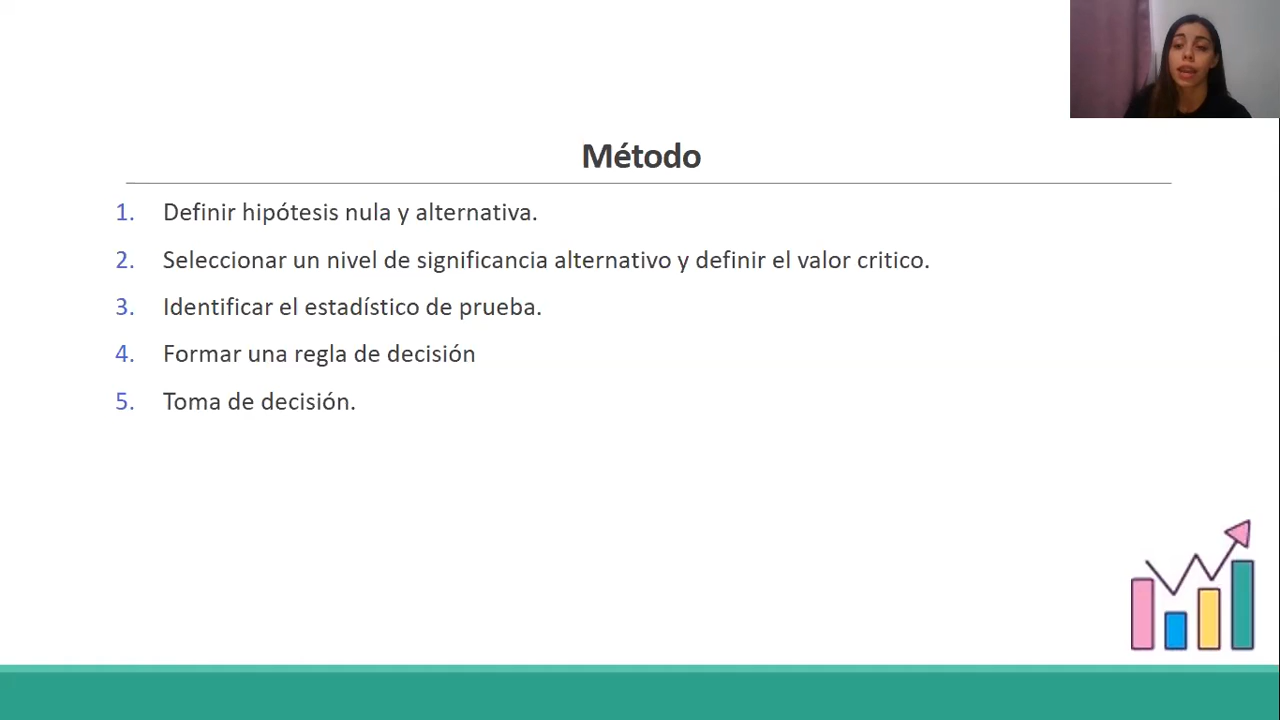 Método
1. Definir hipótesis nula y alternativa.
2. Seleccionar un nivel de significancia alternativo y definir el valor critico.
3. Identificar el estadístico de prueba.
4. Formar una regla de decisión
5. Toma de decisión.